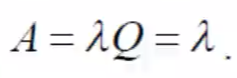 A = λQ = λ.